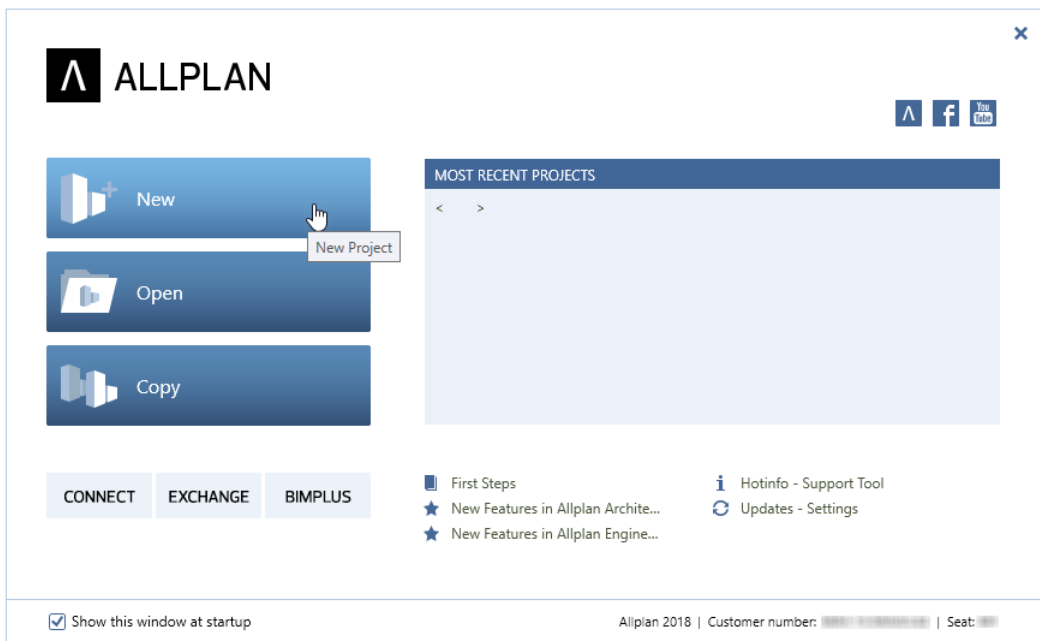 ALLPLAN
You Tube
New
New Project
Open
Copy
MOST RECENT PROJECTS
< >
CONNECT EXCHANGE BIMPLUS
First Steps
New Features in Allplan Archite...
New Features in Allplan Engine...
Hotinfo - Support Tool
Updates - Settings
Show this window at startup
Allplan 2018 | Customer number: | Seat: